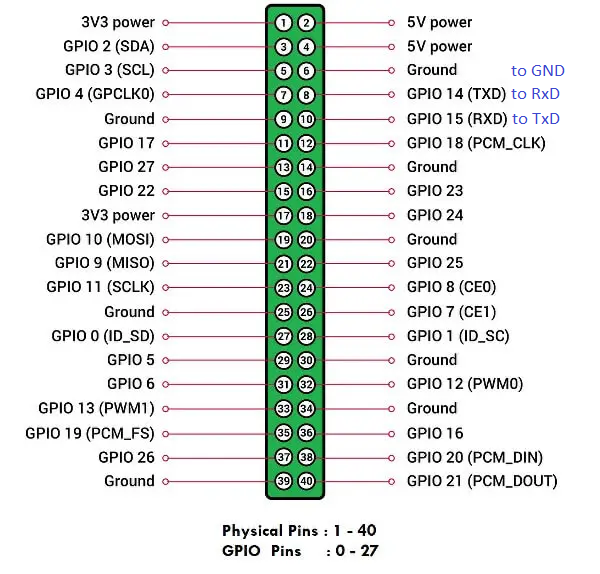 3V3 power 1 2 5V power
GPIO 2 (SDA) 3 4 5V power
GPIO 3 (SCL) 5 6 Ground to GND
GPIO 4 (GPCLK0) 7 8 GPIO 14 (TXD) to RxD
Ground 9 10 GPIO 15 (RXD) to TxD
GPIO 17 11 12 GPIO 18 (PCM_CLK)
GPIO 27 13 14 Ground
GPIO 22 15 16 GPIO 23
3V3 power 17 18 GPIO 24
GPIO 10 (MOSI) 19 20 Ground
GPIO 9 (MISO) 21 22 GPIO 25
GPIO 11 (SCLK) 23 24 GPIO 8 (CE0)
Ground 25 26 GPIO 7 (CE1)
GPIO 0 (ID_SD) 27 28 GPIO 1 (ID_SC)
GPIO 5 29 30 Ground
GPIO 6 31 32 GPIO 12 (PWM0)
GPIO 13 (PWM1) 33 34 Ground
GPIO 19 (PCM_FS) 35 36 GPIO 16
GPIO 26 37 38 GPIO 20 (PCM_DIN)
Ground 39 40 GPIO 21 (PCM_DOUT)
Physical Pins : 1 - 40
GPIO Pins : 0 - 27